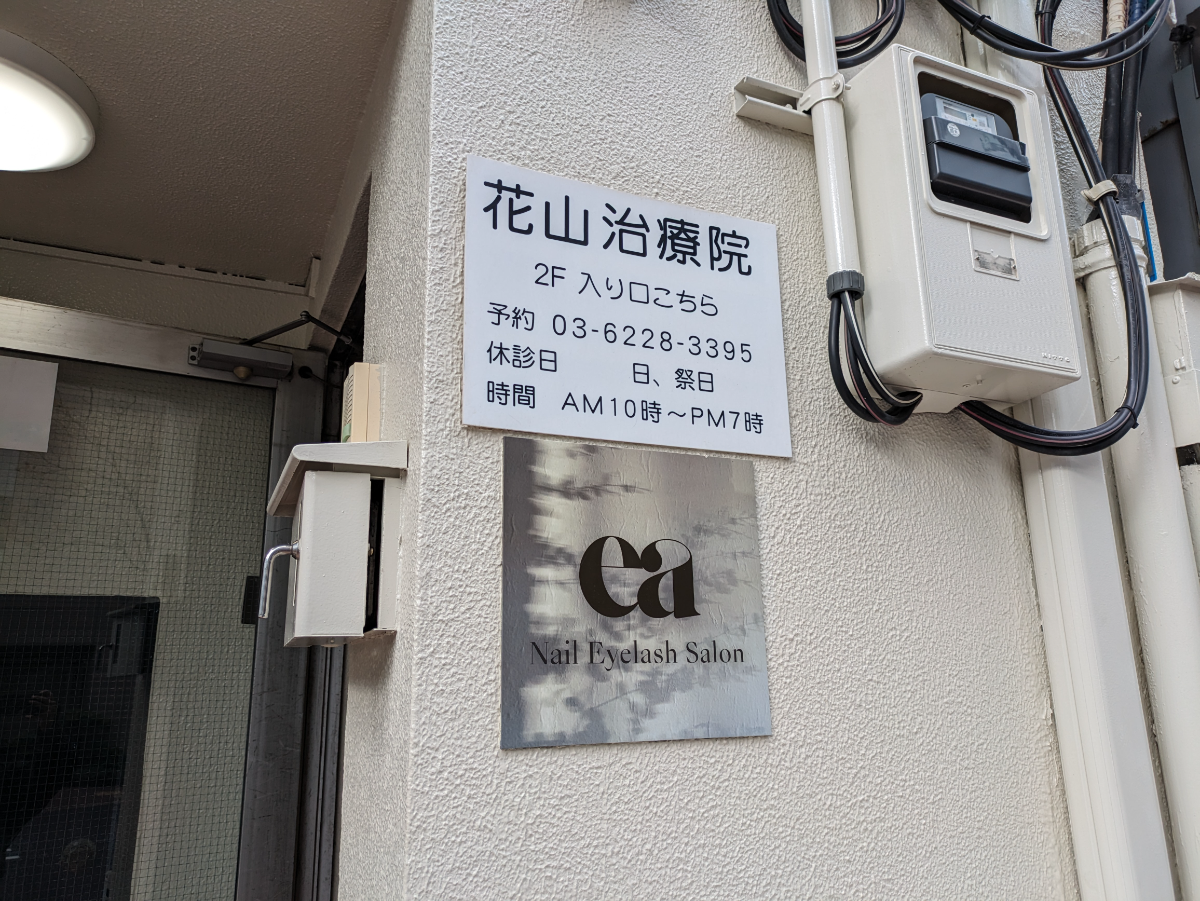 花山治療院
2F 入り口こちら
予約 03-6228-3395
休診日 日、祭日
時間 AM10時～PM7時
ea
Nail Eyelash Salon